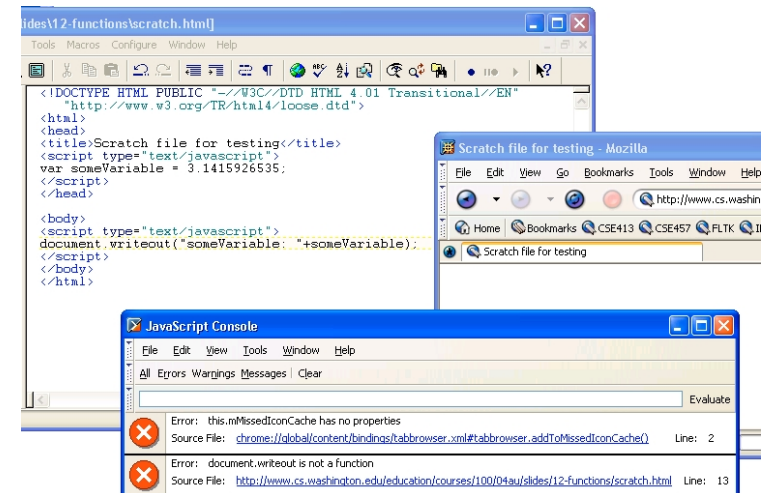 ides\12-functions\scratch.html]
Tools Macros Configure Window Help
<!DOCTYPE HTML PUBLIC "-//W3C//DTD HTML 4.01 Transitional//EN"
"http://www.w3.org/TR/html4/loose.dtd">
<html>
<head>
<title>Scratch file for testing</title>
<script type="text/javascript">
var someVariable = 3.1415926535;
</script>
</head>
<body>
<script type="text/javascript">
document.writeout("someVariable: "+someVariable);
</script>
</body>
</html>
Scratch file for testing - Mozilla
File Edit View Go Bookmarks Tools Window Help
http://www.cs.washin
Home Bookmarks CSE413 CSE457 FLTK
Scratch file for testing
JavaScript Console
File Edit View Tools Window Help
All Errors Warnings Messages Clear
Evaluate
Error: this.mMissedIconCache has no properties
Source File: chrome://global/content/bindings/tabbrowser.xml#tabbrowser.addToMissedIconCache() Line: 2
Error: document.writeout is not a function
Source File: http://www.cs.washington.edu/education/courses/100/04au/slides/12-functions/scratch.html Line: 13